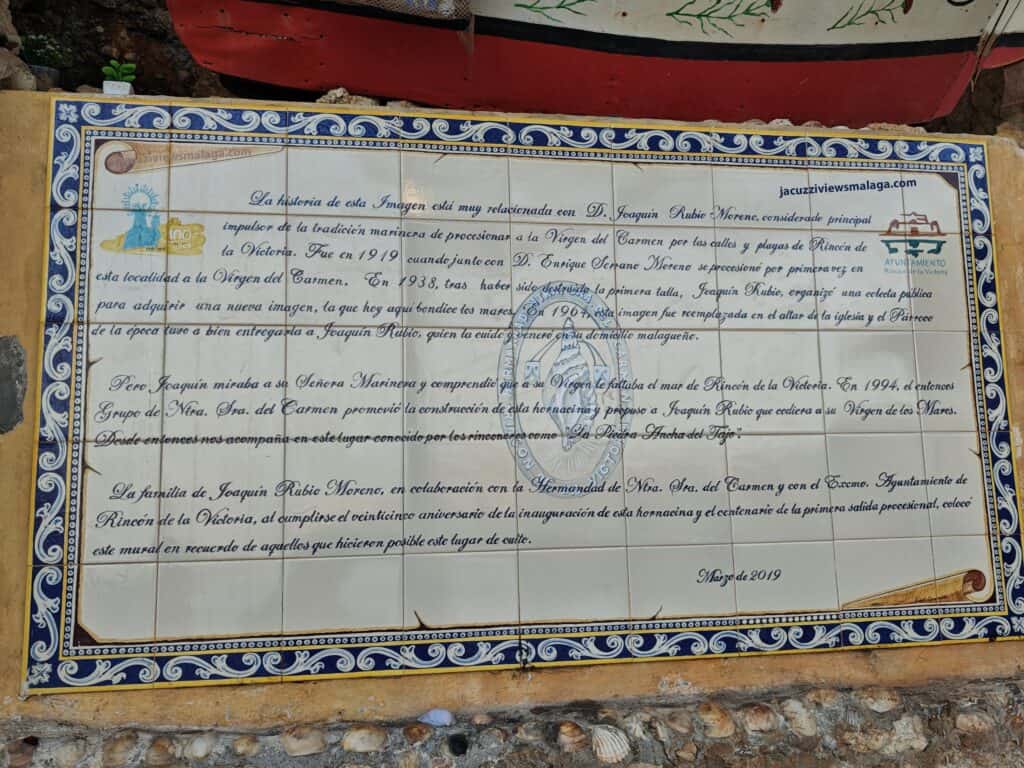 viewsmalaga.com
jacuzziviewsmalaga.com
La historia de esta Imagen está muy relacionada con D. Joaquín Rubio Moreno, considerado principal
impulsor de la tradición marinera de procesionar a la Virgen del Carmen por las calles y playas de Rincón de
la Victoria. Fue en 1919 cuando junto con D. Enrique Serrano Moreno se procesionó por primera vez en
esta localidad a la Virgen del Carmen. En 1938, tras haber sido destruida la primera talla, Joaquín Rubio, organizó una colecta pública
para adquirir una nueva imagen, la que hoy aquí bendice los mares. En 1964, esta imagen fue reemplazada en el altar de la iglesia y el Párroco
de la época tuvo a bien entregarla a Joaquín Rubio, quien la cuidó y veneró en su domicilio malagueño.
Pero Joaquín miraba a su Señora Marinera y comprendió que a su Virgen le faltaba el mar de Rincón de la Victoria. En 1994, el entonces
Grupo de Ntra. Sra. del Carmen promovió la construcción de esta hornacina y propuso a Joaquín Rubio que cediera a su Virgen de los Mares.
Desde entonces nos acompaña en este lugar conocido por los rinconeros como "La Piedra Ancha del Tajo".
La familia de Joaquín Rubio Moreno, en colaboración con la Hermandad de Ntra. Sra. del Carmen y con el Excmo. Ayuntamiento de
Rincón de la Victoria, al cumplirse el veinticinco aniversario de la inauguración de esta hornacina y el centenario de la primera salida procesional, colocó
este mural en recuerdo de aquellos que hicieron posible este lugar de culto.
Marzo de 2019
AYUNTAMIENTO
Rincón de la Victoria